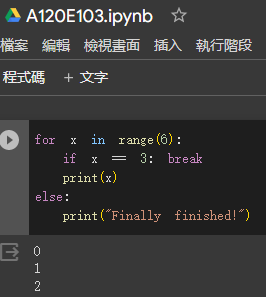 A120E103.ipynb
檔案 編輯 檢視畫面 插入 執行階段
程式碼 + 文字
for x in range(6):
    if x == 3: break
    print(x)
else:
    print("Finally finished!")
0
1
2